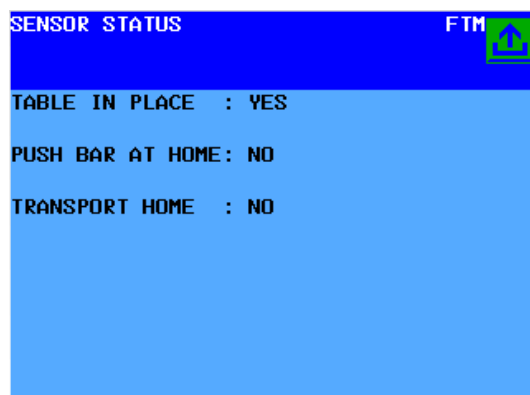 SENSOR STATUS FTM
TABLE IN PLACE : YES
PUSH BAR AT HOME: NO
TRANSPORT HOME : NO